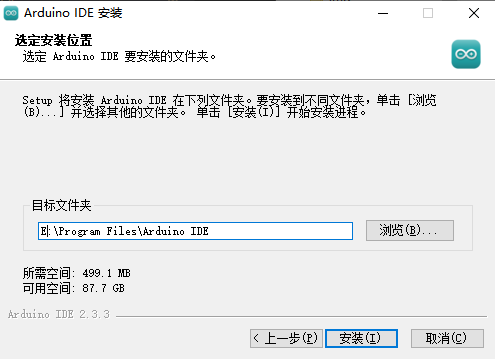 Arduino IDE 安装
选定安装位置
选定 Arduino IDE 要安装的文件夹。
Setup 将安装 Arduino IDE 在下列文件夹。要安装到不同文件夹，单击 [浏览
(B)...] 并选择其他的文件夹。 单击 [安装(I)] 开始安装进程。
目标文件夹
E:\Program Files\Arduino IDE
浏览(B)...
所需空间: 499.1 MB
可用空间: 87.7 GB
Arduino IDE 2.3.3
< 上一步(P) 安装(I) 取消(C)